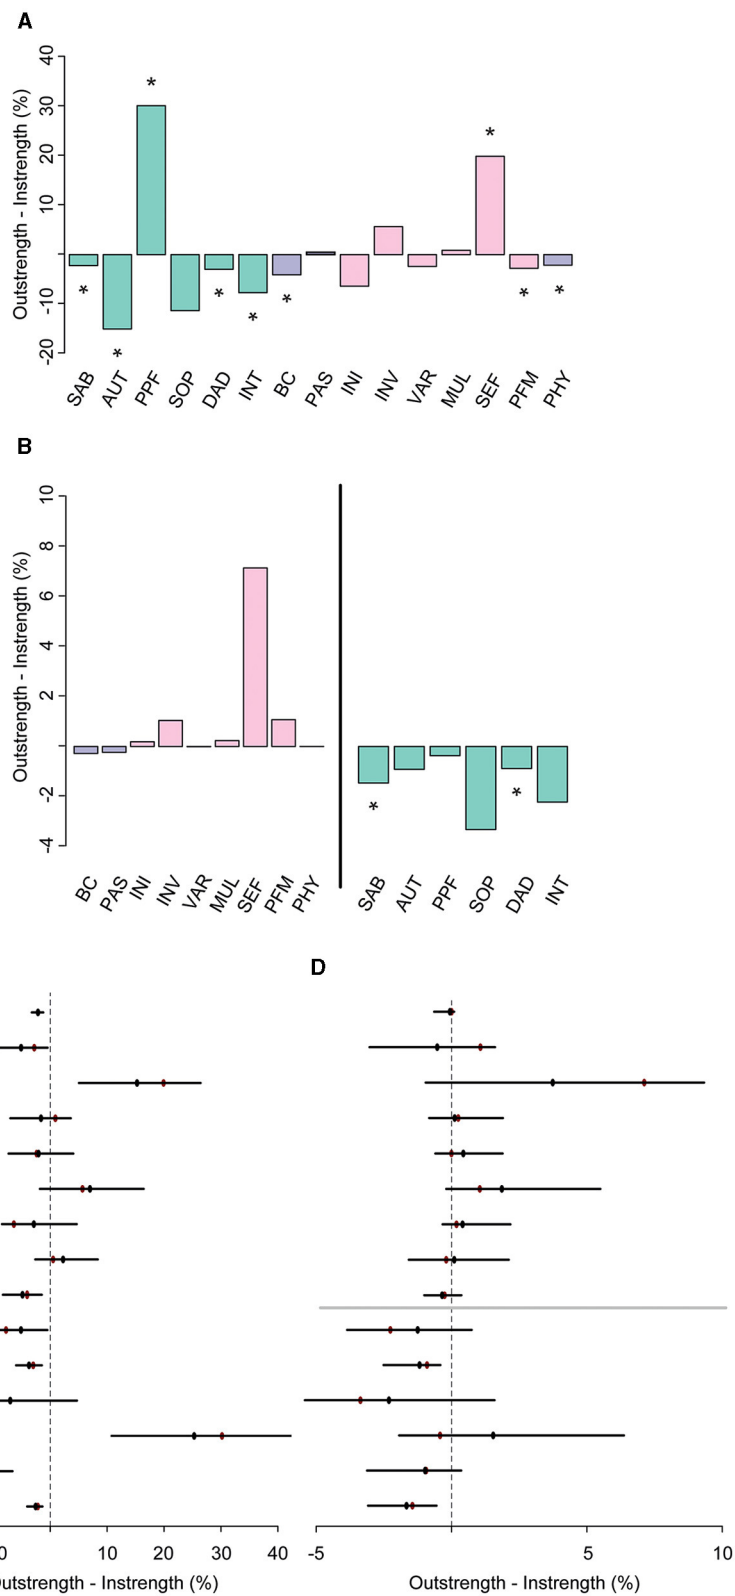 A
Outstrength - Instrength (%)
40
30
20
10
-10
-20
* * * * * * * * * *
SAB AUT PPF SOP DAD INT BC PAS INI INV VAR MUL SEF PFM PHY
B
Outstrength - Instrength (%)
10
8
6
4
2
-2
-4
* *
BC PAS INI INV VAR MUL SEF PFM PHY SAB AUT PPF SOP DAD INT
D
0 10 20 30 40
utstrength - Instrength (%)
-5 5 10
Outstrength - Instrength (%)